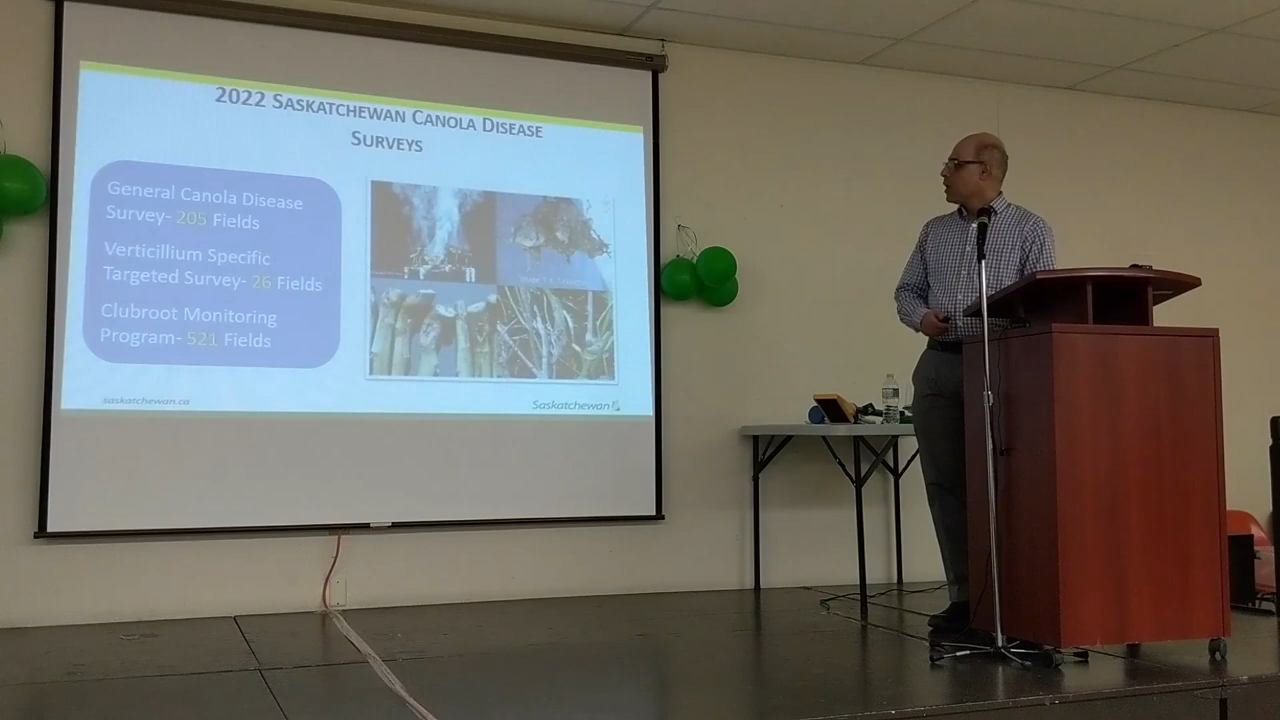 2022 SASKATCHEWAN CANOLA DISEASE
SURVEYS
General Canola Disease
Survey- 205 Fields
Verticillium Specific
Targeted Survey- 26 Fields
Clubroot Monitoring
Program- 521 Fields
saskatchewan.ca
Saskatchewan